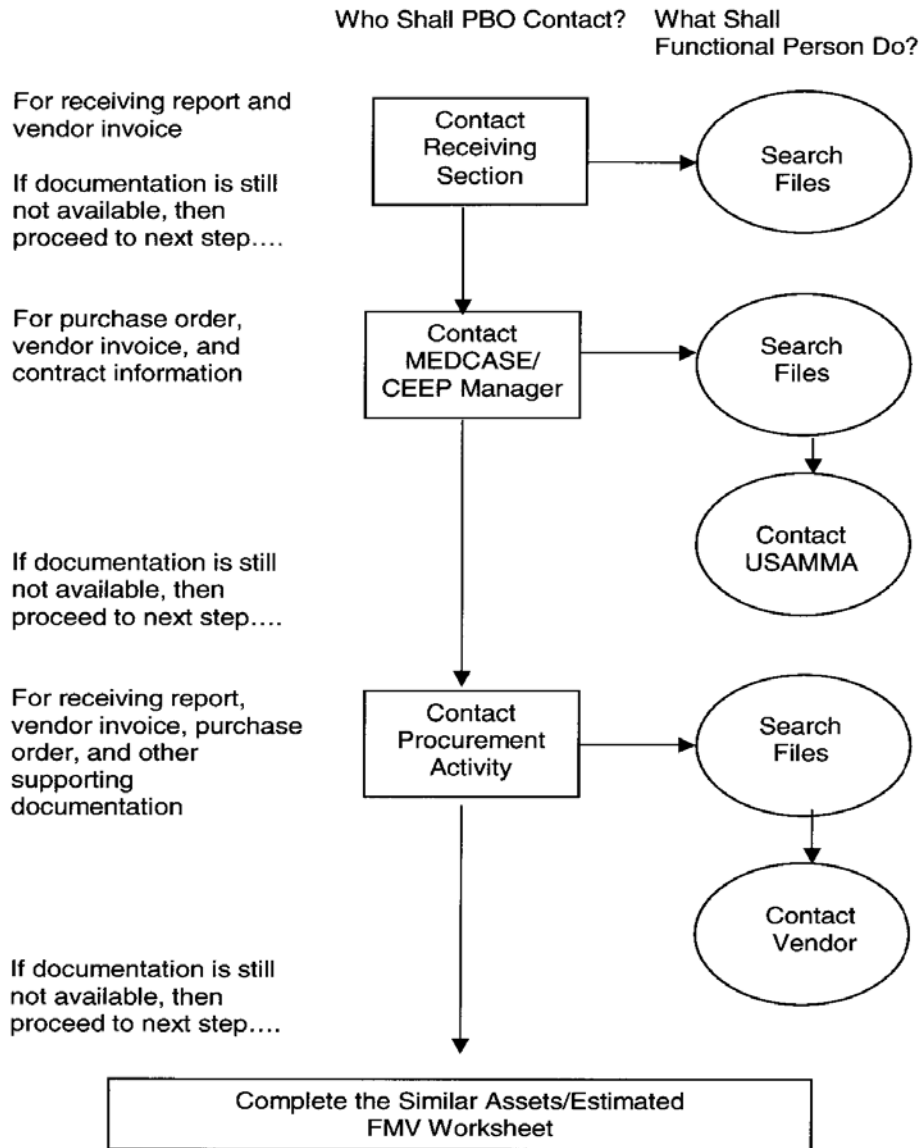 Who Shall PBO Contact?
What Shall
Functional Person Do?
For receiving report and
vendor invoice
If documentation is still
not available, then
proceed to next step....
Contact
Receiving
Section
Search
Files
For purchase order,
vendor invoice, and
contract information
Contact
MEDCASE/
CEEP Manager
Search
Files
Contact
USAMMA
If documentation is still
not available, then
proceed to next step....
For receiving report,
vendor invoice, purchase
order, and other
supporting
documentation
Contact
Procurement
Activity
Search
Files
Contact
Vendor
If documentation is still
not available, then
proceed to next step....
Complete the Similar Assets/Estimated
FMV Worksheet